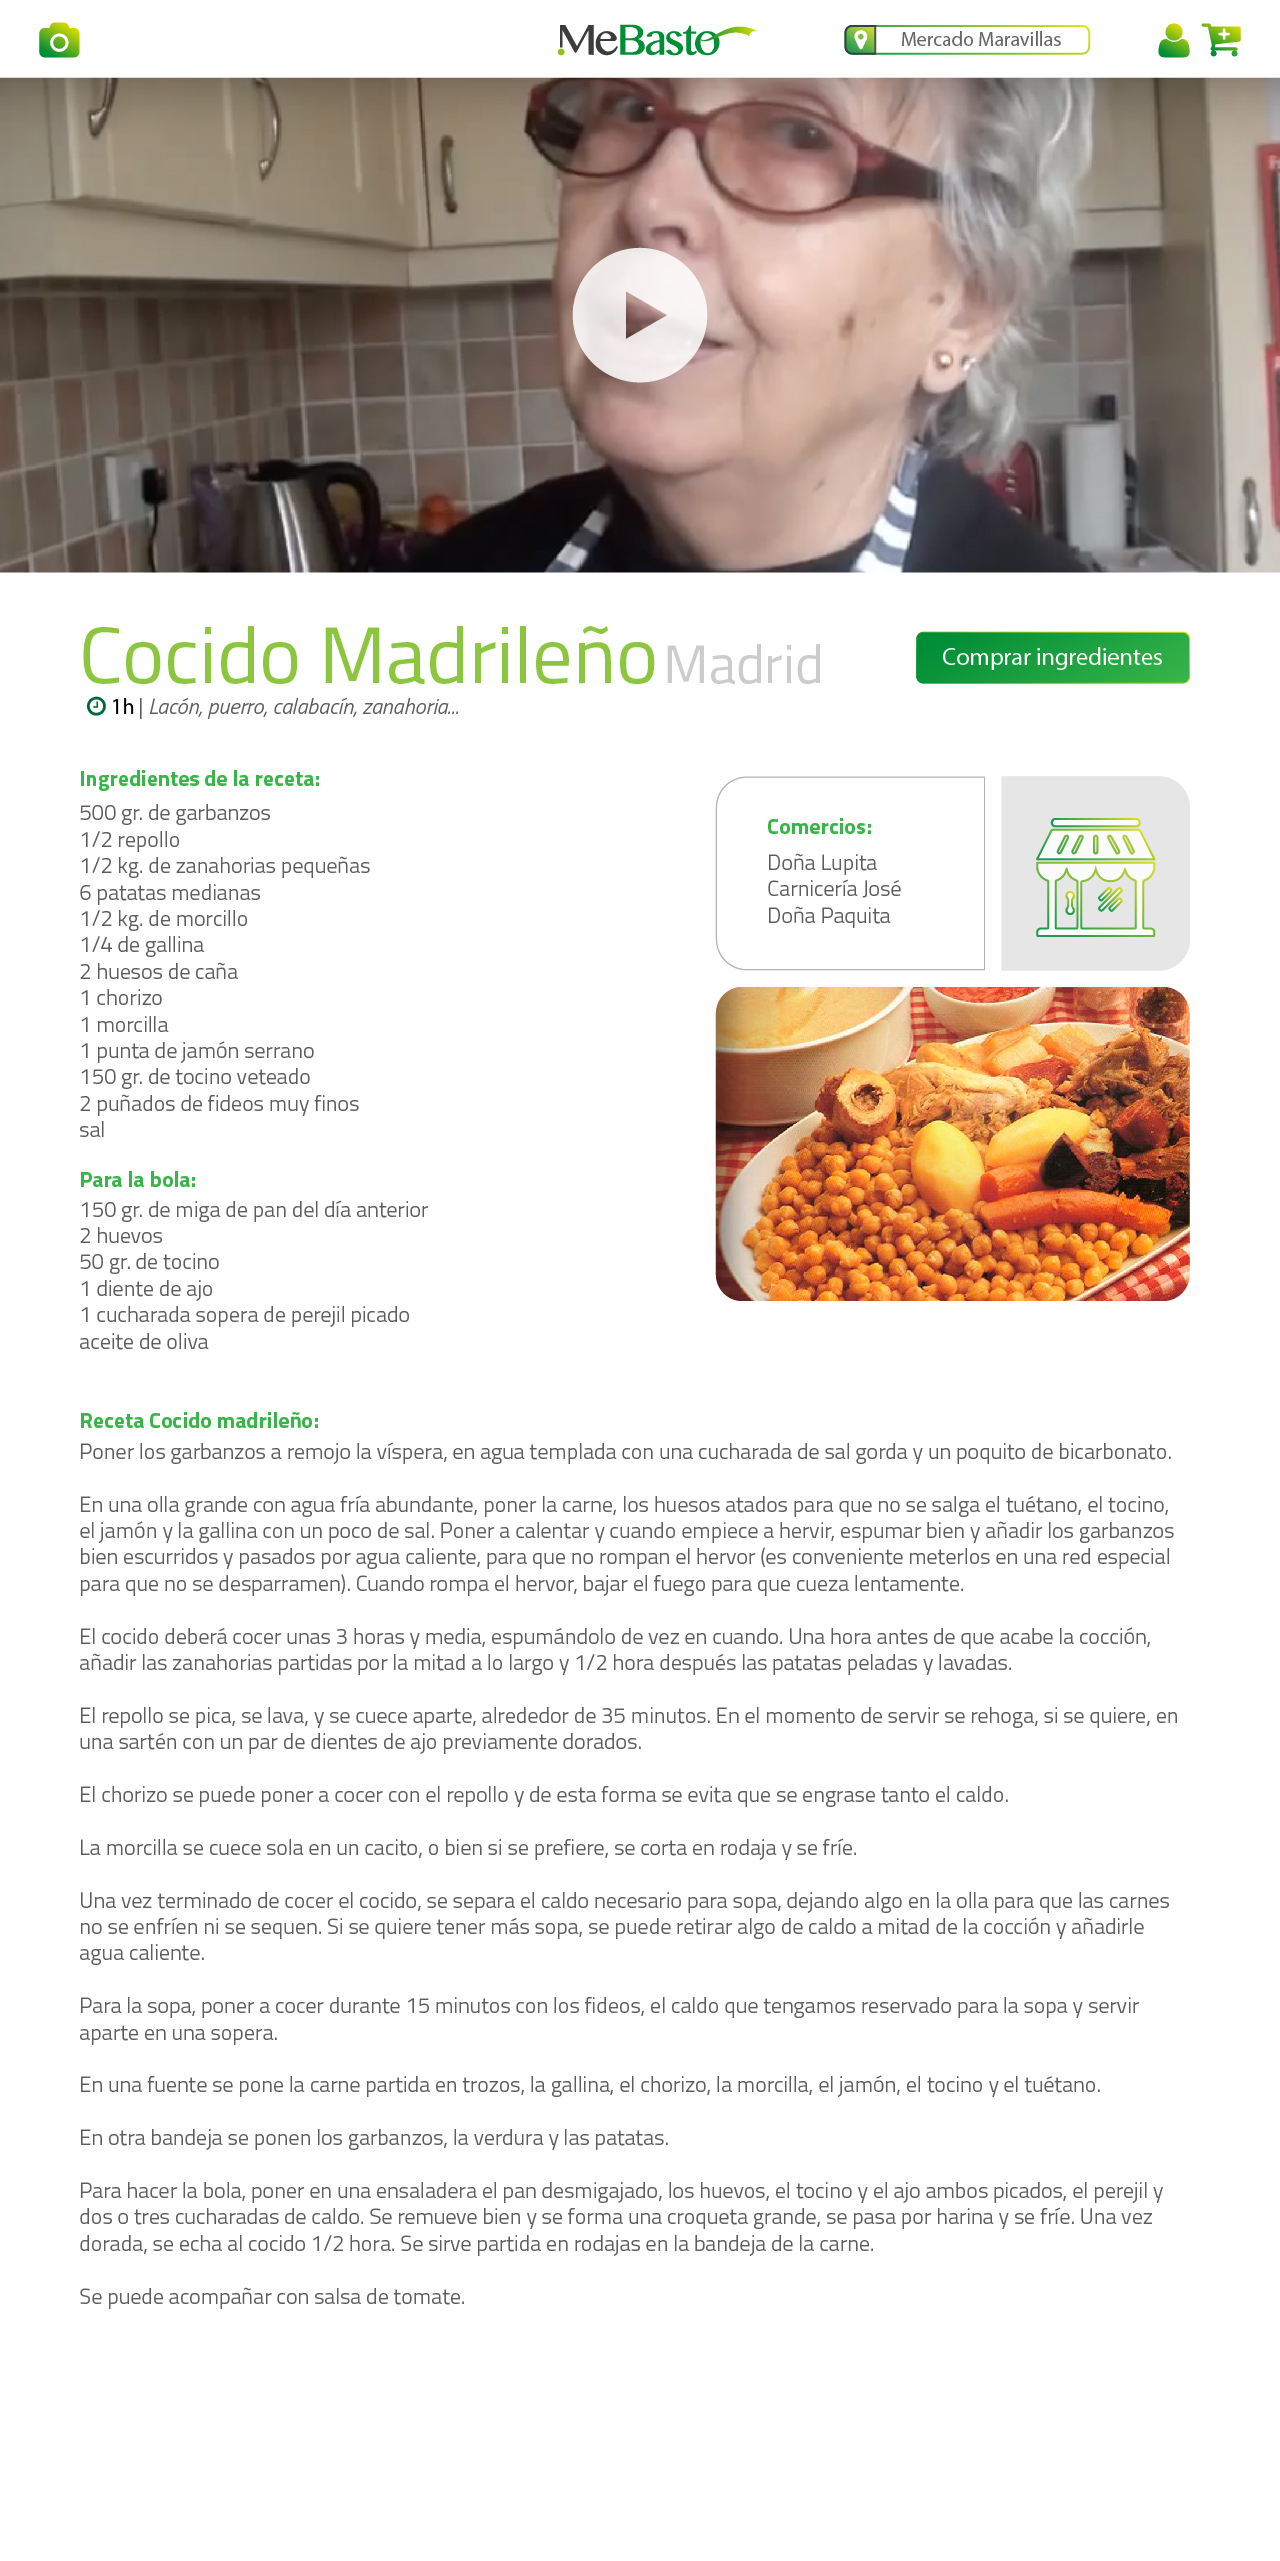 MeBasto
Mercado Maravillas
Cocido Madrileño Madrid
Comprar ingredientes
1h | Lacón, puerro, calabacín, zanahoria...
Ingredientes de la receta:
500 gr. de garbanzos
1/2 repollo
1/2 kg. de zanahorias pequeñas
6 patatas medianas
1/2 kg. de morcillo
1/4 de gallina
2 huesos de caña
1 chorizo
1 morcilla
1 punta de jamón serrano
150 gr. de tocino veteado
2 puñados de fideos muy finos
sal
Para la bola:
150 gr. de miga de pan del día anterior
2 huevos
50 gr. de tocino
1 diente de ajo
1 cucharada sopera de perejil picado
aceite de oliva
Comercios:
Doña Lupita
Carnicería José
Doña Paquita
Receta Cocido madrileño:
Poner los garbanzos a remojo la víspera, en agua templada con una cucharada de sal gorda y un poquito de bicarbonato.
En una olla grande con agua fría abundante, poner la carne, los huesos atados para que no se salga el tuétano, el tocino,
el jamón y la gallina con un poco de sal. Poner a calentar y cuando empiece a hervir, espumar bien y añadir los garbanzos
bien escurridos y pasados por agua caliente, para que no rompan el hervor (es conveniente meterlos en una red especial
para que no se desparramen). Cuando rompa el hervor, bajar el fuego para que cueza lentamente.
El cocido deberá cocer unas 3 horas y media, espumándolo de vez en cuando. Una hora antes de que acabe la cocción,
añadir las zanahorias partidas por la mitad a lo largo y 1/2 hora después las patatas peladas y lavadas.
El repollo se pica, se lava, y se cuece aparte, alrededor de 35 minutos. En el momento de servir se rehoga, si se quiere, en
una sartén con un par de dientes de ajo previamente dorados.
El chorizo se puede poner a cocer con el repollo y de esta forma se evita que se engrase tanto el caldo.
La morcilla se cuece sola en un cacito, o bien si se prefiere, se corta en rodaja y se fríe.
Una vez terminado de cocer el cocido, se separa el caldo necesario para sopa, dejando algo en la olla para que las carnes
no se enfríen ni se sequen. Si se quiere tener más sopa, se puede retirar algo de caldo a mitad de la cocción y añadirle
agua caliente.
Para la sopa, poner a cocer durante 15 minutos con los fideos, el caldo que tengamos reservado para la sopa y servir
aparte en una sopera.
En una fuente se pone la carne partida en trozos, la gallina, el chorizo, la morcilla, el jamón, el tocino y el tuétano.
En otra bandeja se ponen los garbanzos, la verdura y las patatas.
Para hacer la bola, poner en una ensaladera el pan desmigajado, los huevos, el tocino y el ajo ambos picados, el perejil y
dos o tres cucharadas de caldo. Se remueve bien y se forma una croqueta grande, se pasa por harina y se fríe. Una vez
dorada, se echa al cocido 1/2 hora. Se sirve partida en rodajas en la bandeja de la carne.
Se puede acompañar con salsa de tomate.